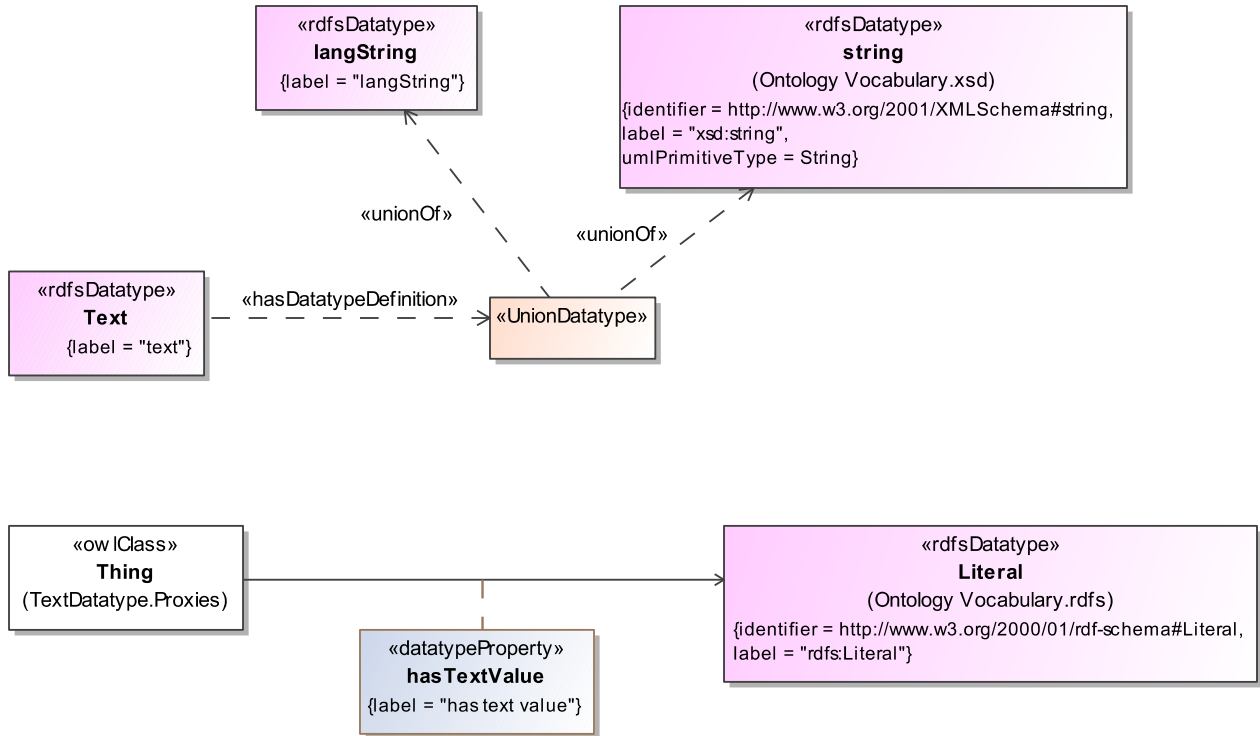 «rdfsDatatype»
langString
{label = "langString"}
«rdfsDatatype»
string
(Ontology Vocabulary.xsd)
{identifier = http://www.w3.org/2001/XMLSchema#string,
label = "xsd:string",
umlPrimitiveType = String}
«unionOf»
«unionOf»
«rdfsDatatype»
Text
{label = "text"}
«hasDatatypeDefinition»
«UnionDatatype»
«owlClass»
Thing
(TextDatatype.Proxies)
«rdfsDatatype»
Literal
(Ontology Vocabulary.rdfs)
{identifier = http://www.w3.org/2000/01/rdf-schema#Literal,
label = "rdfs:Literal"}
«datatypeProperty»
hasTextValue
{label = "has text value"}